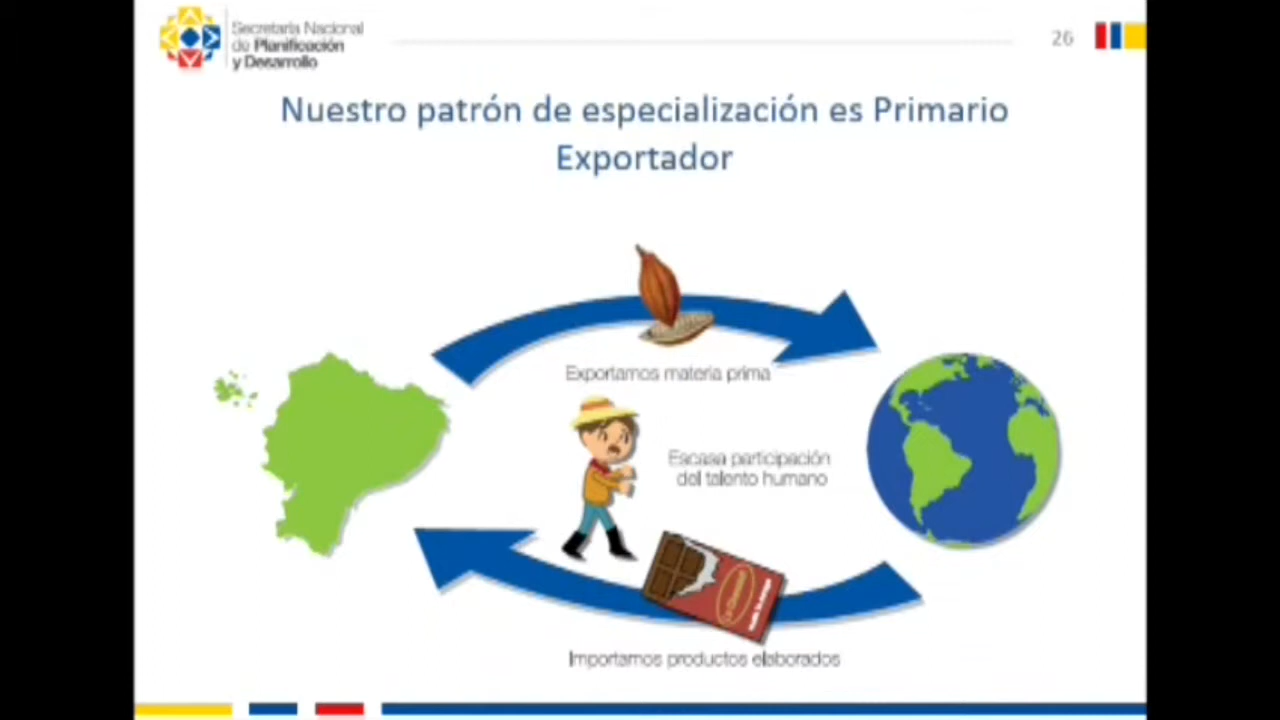 Secretaría Nacional
de Planificación
y Desarrollo
26
Nuestro patrón de especialización es Primario
Exportador
Exportamos materia prima
Escasa participación
del talento humano
Importamos productos elaborados